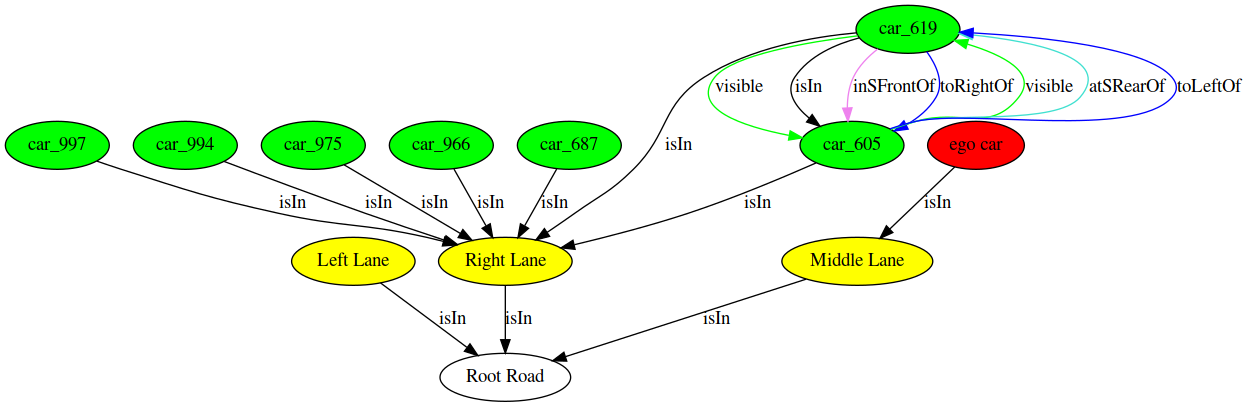 car_619
visible isIn inSFrontOf toRightOf visible atSRearOf toLeftOf
car_997 car_994 car_975 car_966 car_687 isIn car_605 ego car
isIn isIn isIn isIn isIn isIn isIn
Left Lane Right Lane Middle Lane
isIn isIn isIn
Root Road